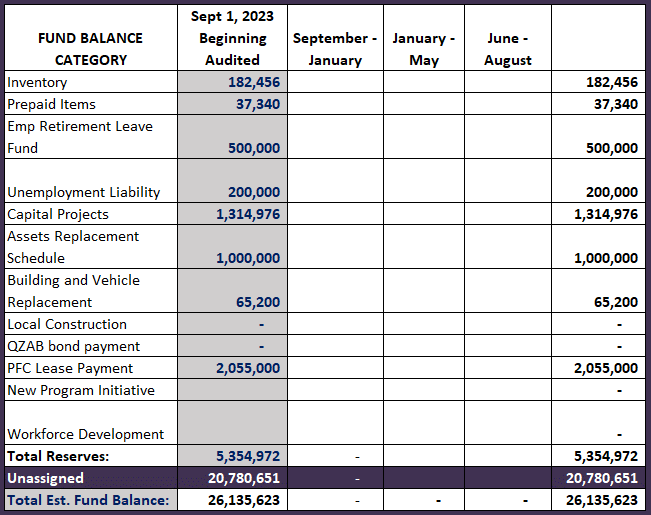 FUND BALANCE CATEGORY | Sept 1, 2023 Beginning Audited | September - January | January - May | June - August
Inventory 182,456 182,456
Prepaid Items 37,340 37,340
Emp Retirement Leave
Fund 500,000 500,000
Unemployment Liability 200,000 200,000
Capital Projects 1,314,976 1,314,976
Assets Replacement
Schedule 1,000,000 1,000,000
Building and Vehicle
Replacement 65,200 65,200
Local Construction - -
QZAB bond payment - -
PFC Lease Payment 2,055,000 2,055,000
New Program Initiative -
Workforce Development -
Total Reserves: 5,354,972 - 5,354,972
Unassigned 20,780,651 - 20,780,651
Total Est. Fund Balance: 26,135,623 - - - 26,135,623